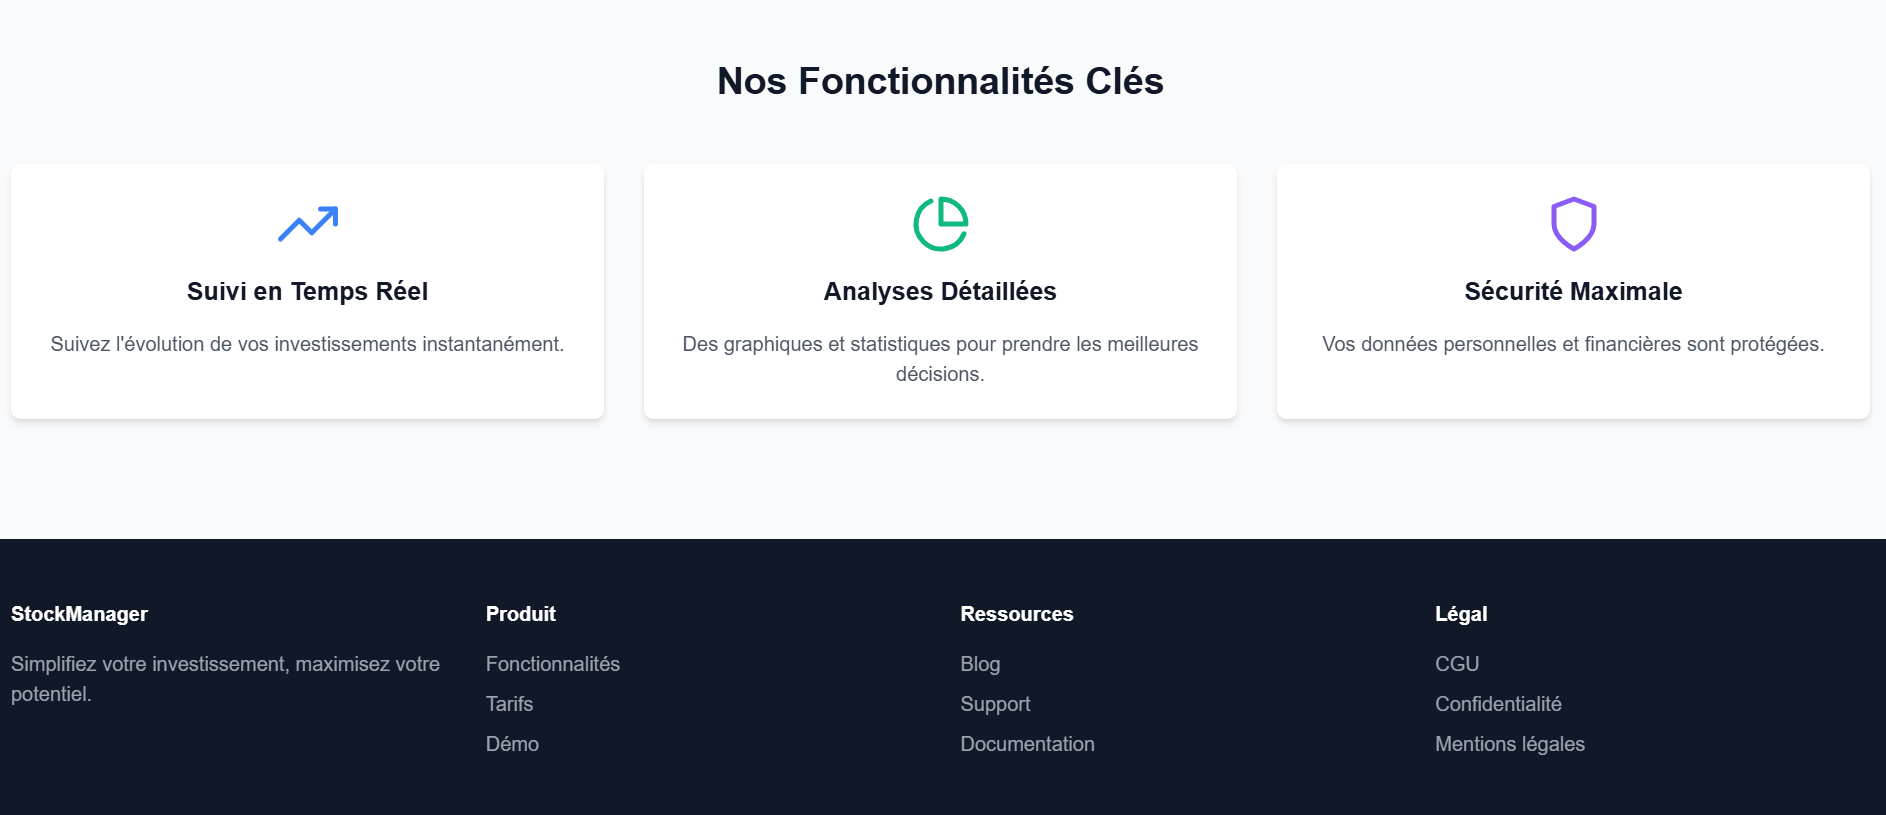 Nos Fonctionnalités Clés
Suivi en Temps Réel
Suivez l'évolution de vos investissements instantanément.
Analyses Détaillées
Des graphiques et statistiques pour prendre les meilleures
décisions.
Sécurité Maximale
Vos données personnelles et financières sont protégées.
StockManager
Simplifiez votre investissement, maximisez votre
potentiel.
Produit
Fonctionnalités
Tarifs
Démo
Ressources
Blog
Support
Documentation
Légal
CGU
Confidentialité
Mentions légales